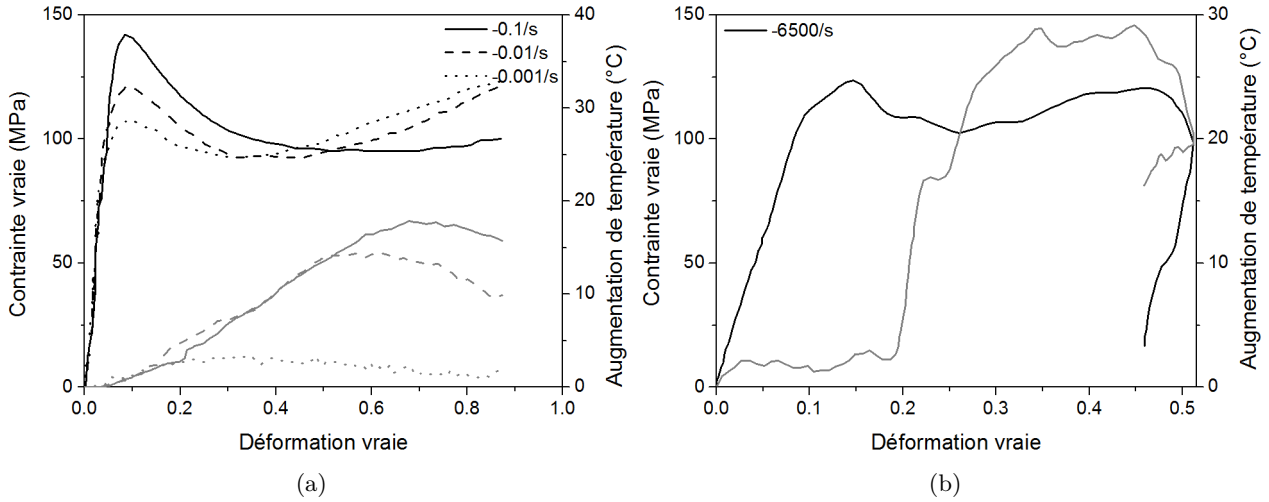 Contrainte vraie (MPa)
150
100
50
0
-0.1/s
-0.01/s
-0.001/s
40
30
20
10
0
Augmentation de température (°C)
0.0 0.2 0.4 0.6 0.8 1.0
Déformation vraie
(a)
Contrainte vraie (MPa)
150
100
50
0
-6500/s
30
20
10
0
Augmentation de température (°C)
0.0 0.1 0.2 0.3 0.4 0.5
Déformation vraie
(b)